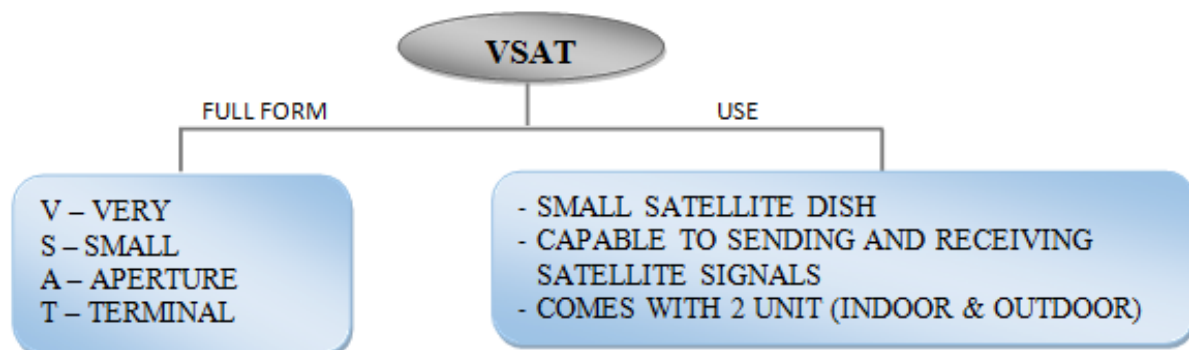 VSAT
FULL FORM
USE
V – VERY
S – SMALL
A – APERTURE
T – TERMINAL
- SMALL SATELLITE DISH
- CAPABLE TO SENDING AND RECEIVING
SATELLITE SIGNALS
- COMES WITH 2 UNIT (INDOOR & OUTDOOR)